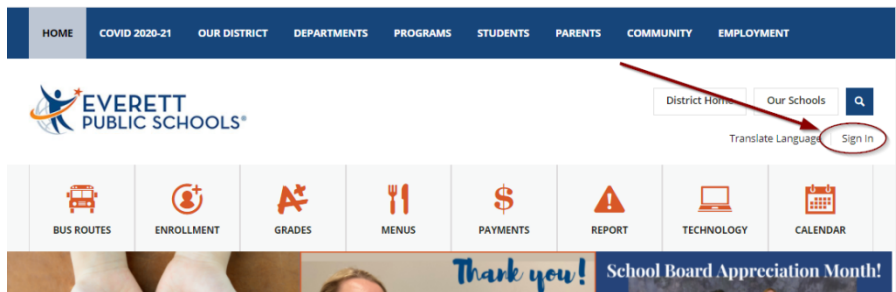 HOME COVID 2020-21 OUR DISTRICT DEPARTMENTS PROGRAMS STUDENTS PARENTS COMMUNITY EMPLOYMENT
EVERETT
PUBLIC SCHOOLS®
District Home Our Schools
Translate Language Sign In
BUS ROUTES ENROLLMENT GRADES MENUS PAYMENTS REPORT TECHNOLOGY CALENDAR
Thank you! School Board Appreciation Month!